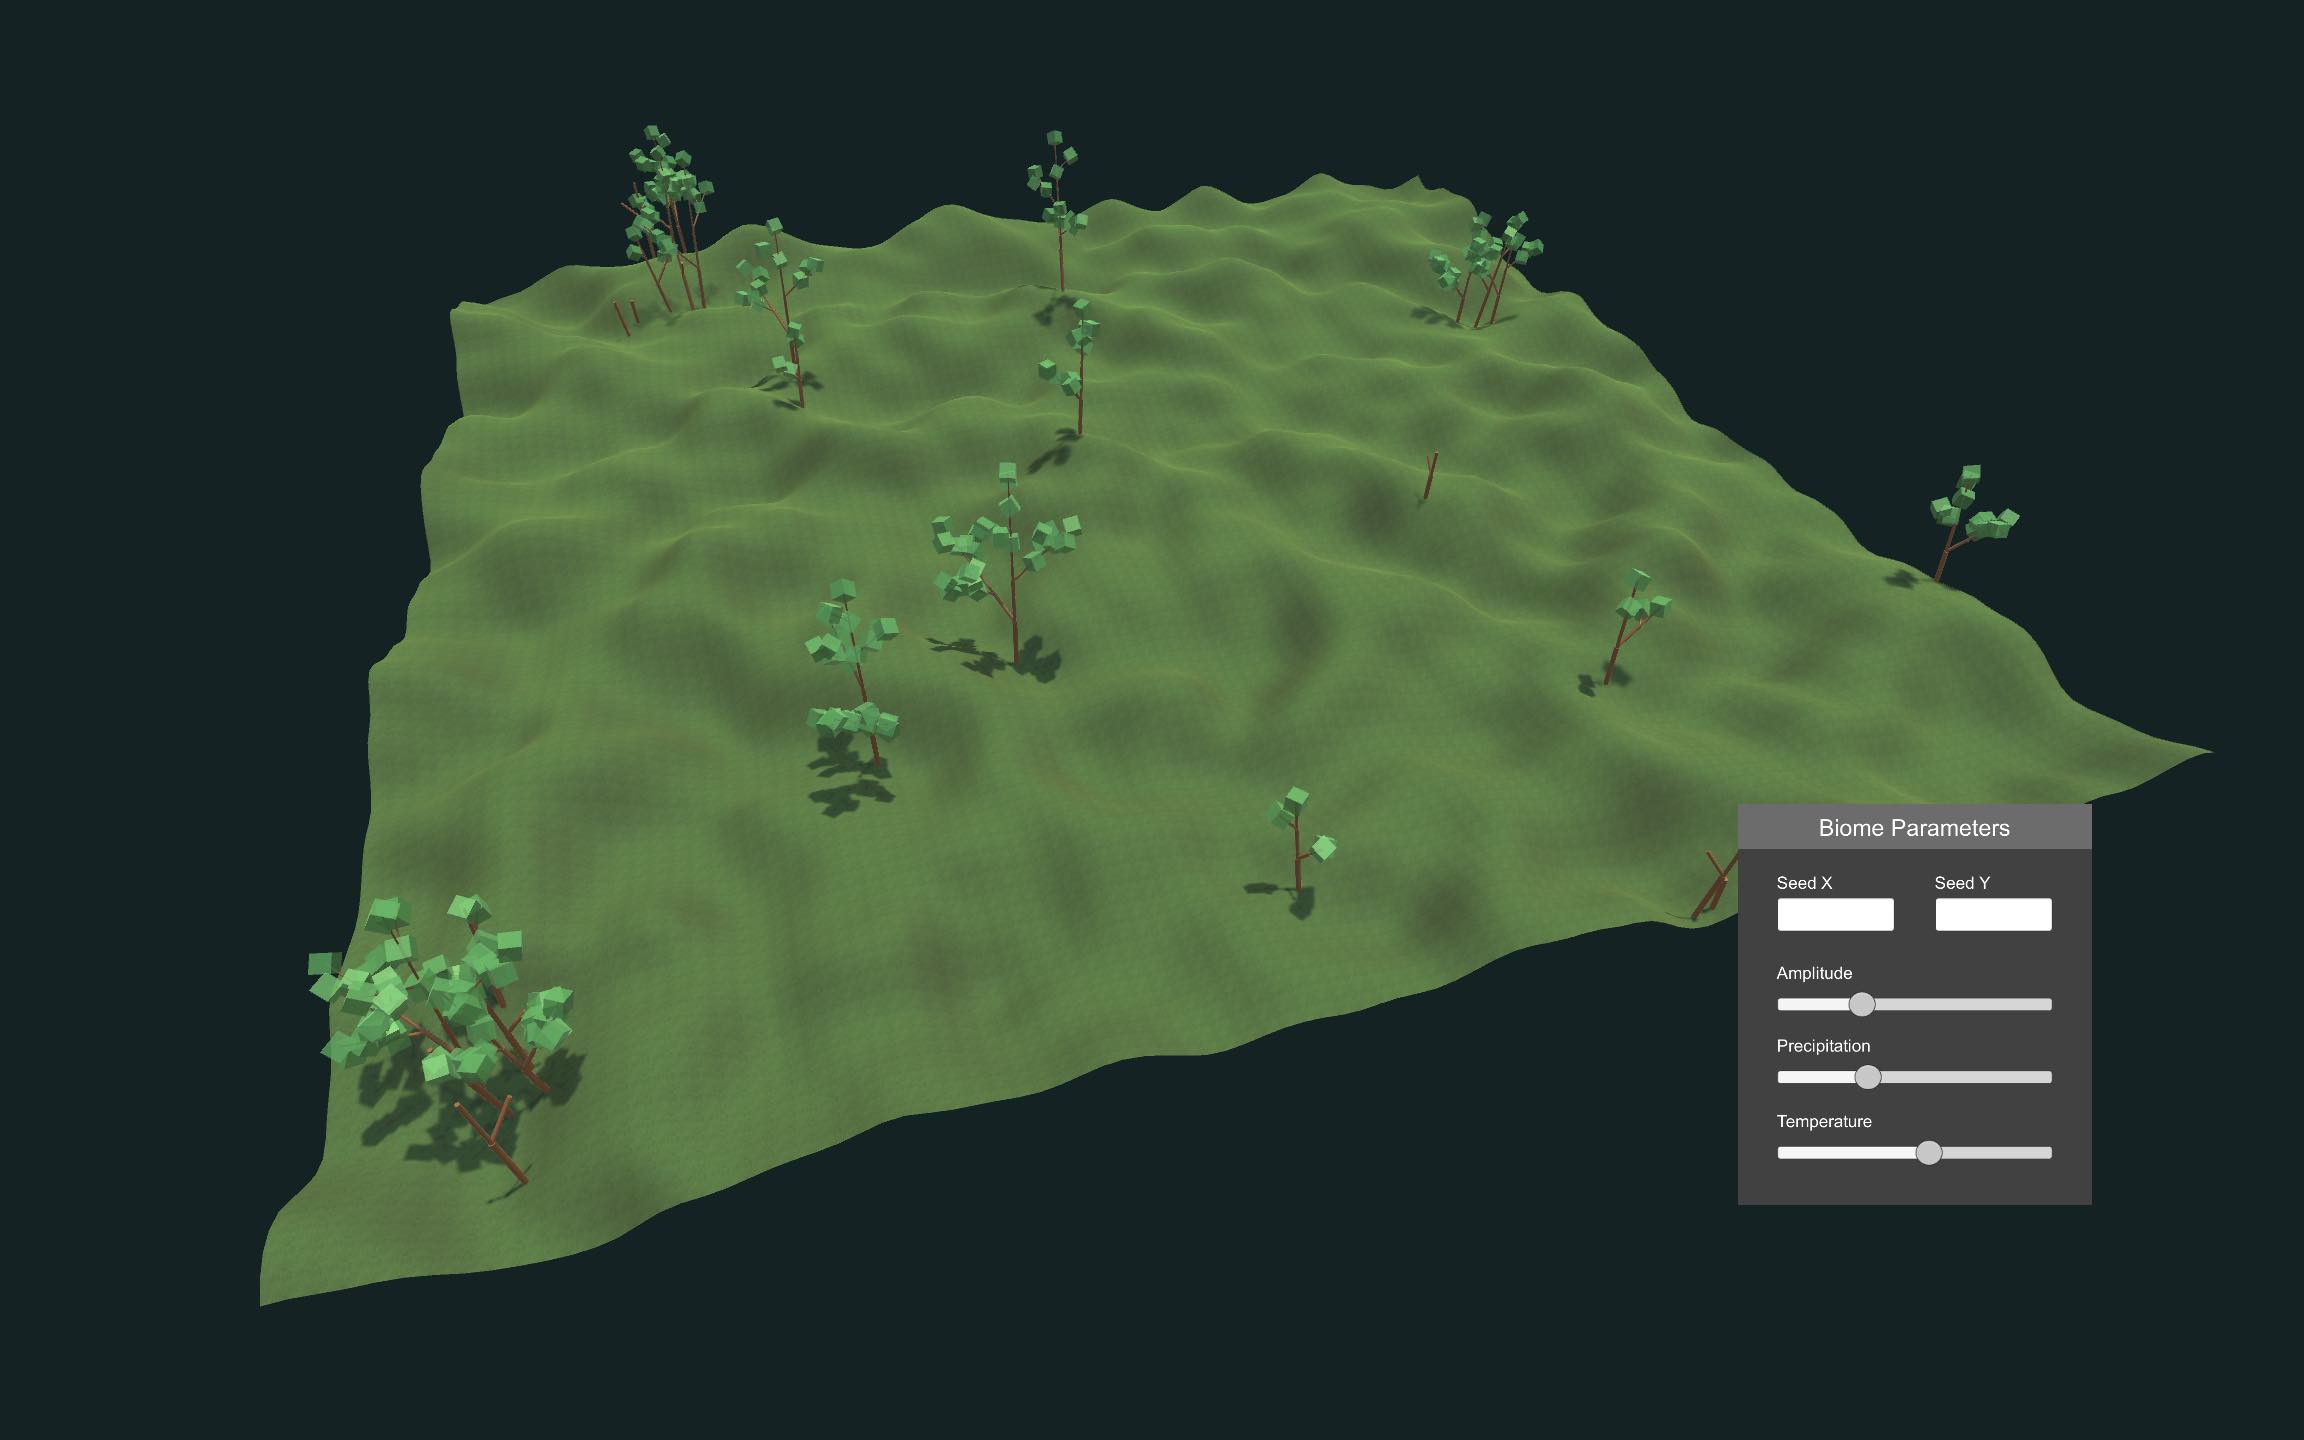 Biome Parameters
Seed X Seed Y
Amplitude
Precipitation
Temperature